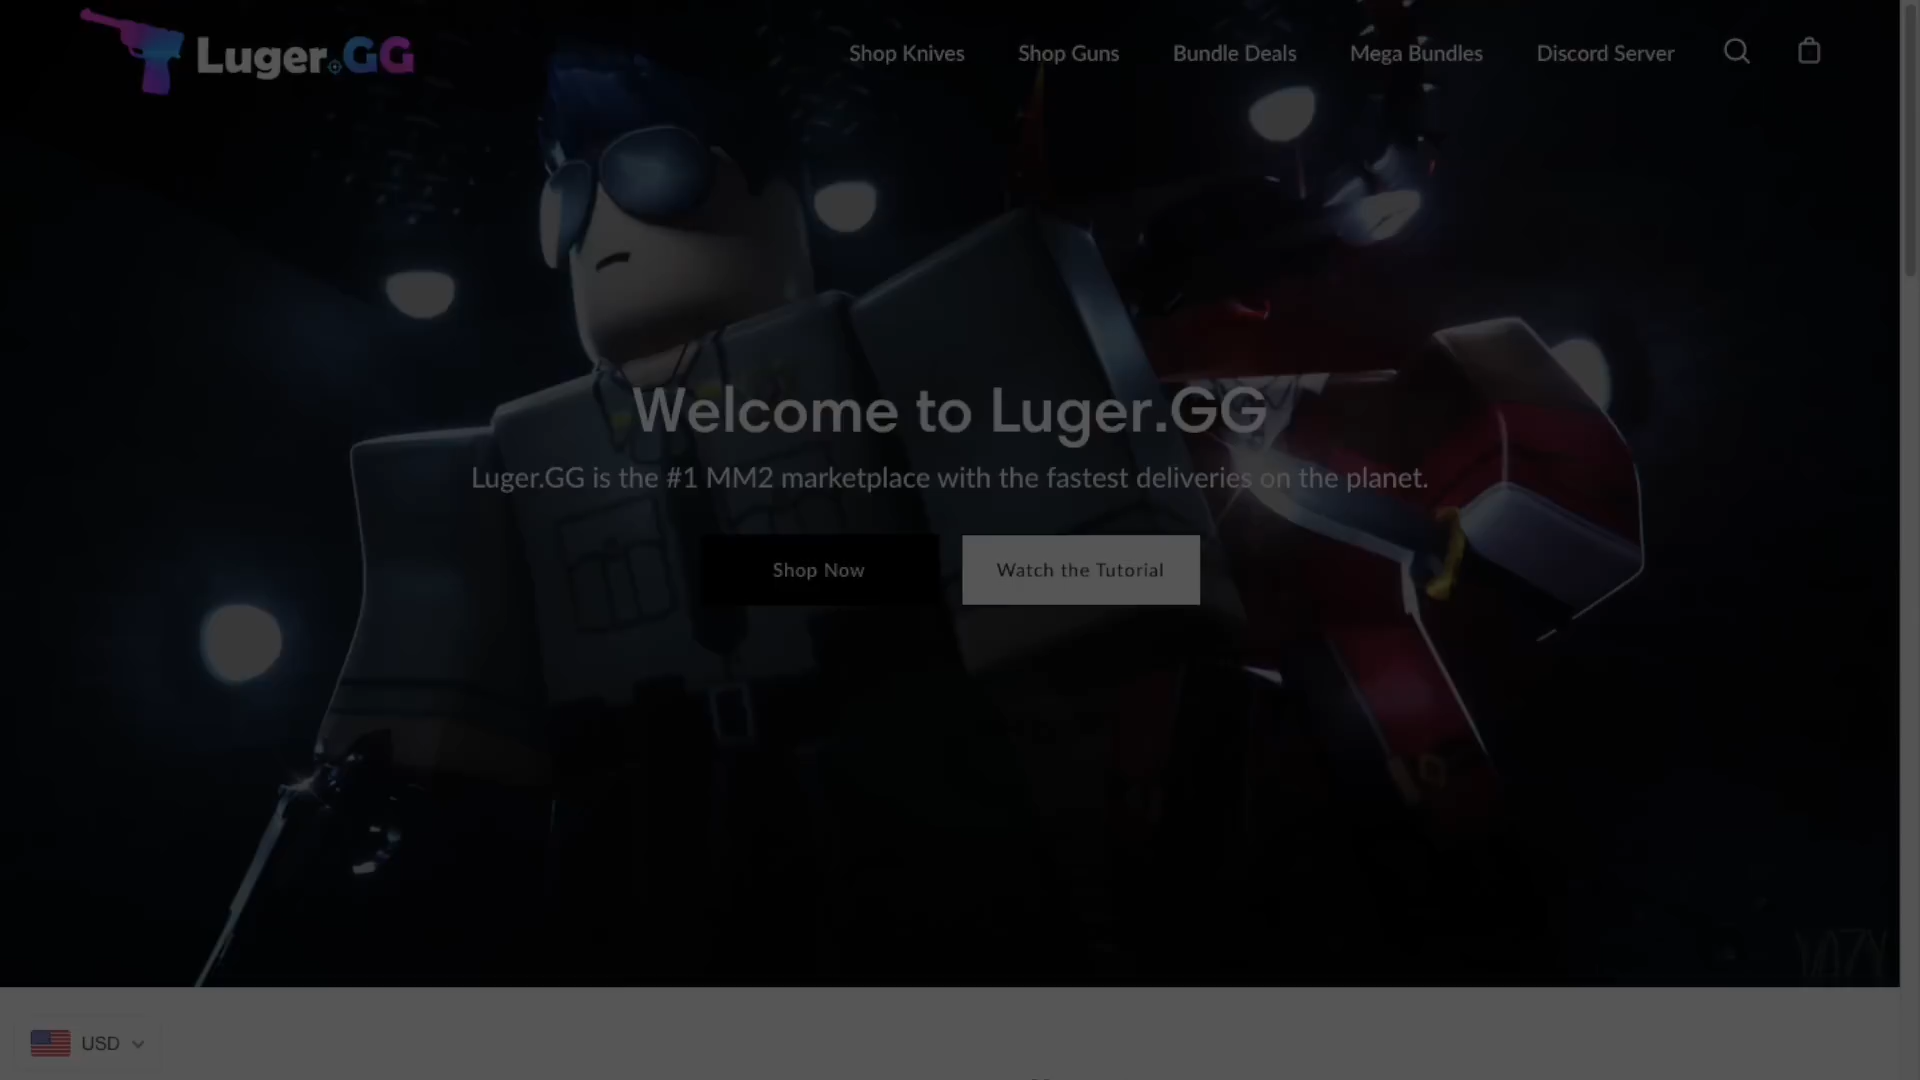 Luger.GG
Shop Knives
Shop Guns
Bundle Deals
Mega Bundles
Discord Server
Welcome to Luger.GG
Luger.GG is the #1 MM2 marketplace with the fastest deliveries on the planet.
Shop Now
Watch the Tutorial
USD